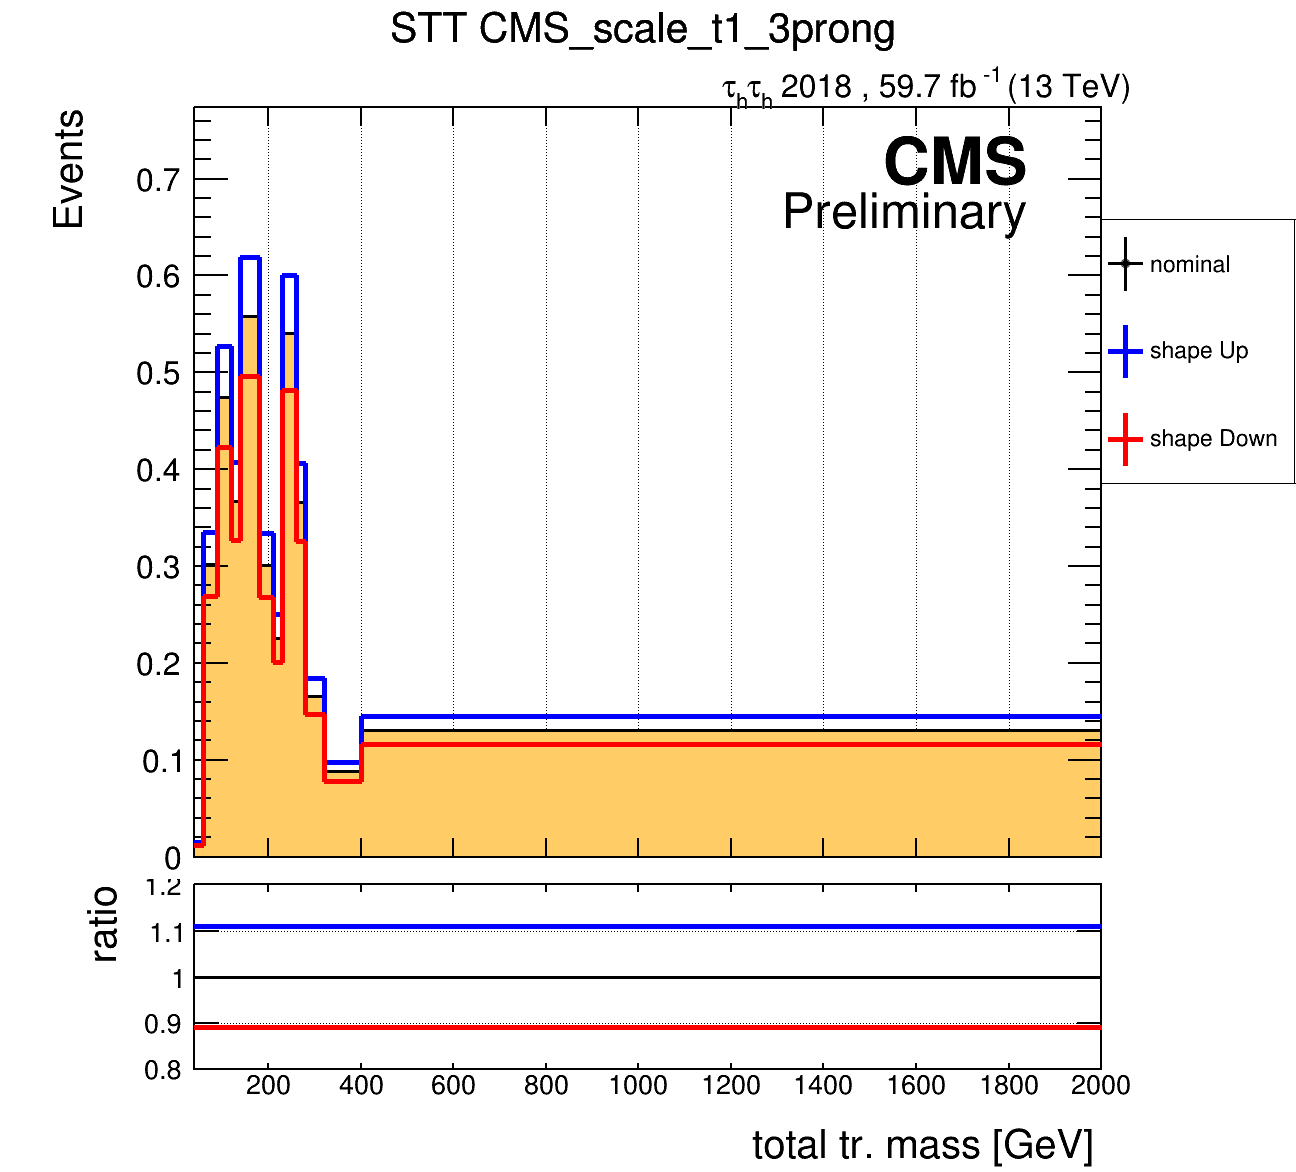 STT CMS_scale_t1_3prong
τhτh 2018 , 59.7 fb -1 (13 TeV)
Events
CMS
Preliminary
0.7
0.6
0.5
0.4
0.3
0.2
0.1
0
nominal
shape Up
shape Down
ratio
1.2
1.1
1
0.9
0.8
200 400 600 800 1000 1200 1400 1600 1800 2000
total tr. mass [GeV]